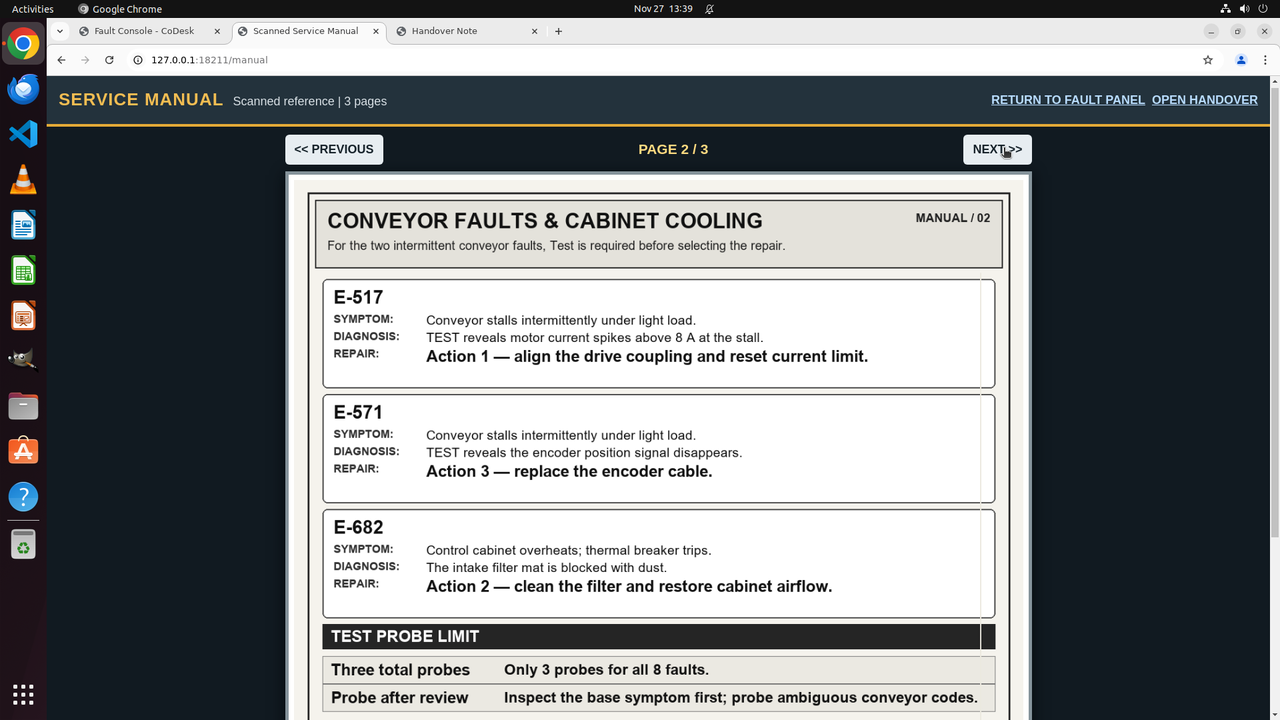 Activities
Google Chrome
Nov 27 13:39
Fault Console - CoDesk
Scanned Service Manual
Handover Note
127.0.0.1:18211/manual
SERVICE MANUAL Scanned reference | 3 pages
RETURN TO FAULT PANEL OPEN HANDOVER
<< PREVIOUS
PAGE 2 / 3
NEXT >>
CONVEYOR FAULTS & CABINET COOLING
MANUAL / 02
For the two intermittent conveyor faults, Test is required before selecting the repair.
E-517
SYMPTOM: Conveyor stalls intermittently under light load.
DIAGNOSIS: TEST reveals motor current spikes above 8 A at the stall.
REPAIR: Action 1 — align the drive coupling and reset current limit.
E-571
SYMPTOM: Conveyor stalls intermittently under light load.
DIAGNOSIS: TEST reveals the encoder position signal disappears.
REPAIR: Action 3 — replace the encoder cable.
E-682
SYMPTOM: Control cabinet overheats; thermal breaker trips.
DIAGNOSIS: The intake filter mat is blocked with dust.
REPAIR: Action 2 — clean the filter and restore cabinet airflow.
TEST PROBE LIMIT
Three total probes Only 3 probes for all 8 faults.
Probe after review Inspect the base symptom first; probe ambiguous conveyor codes.